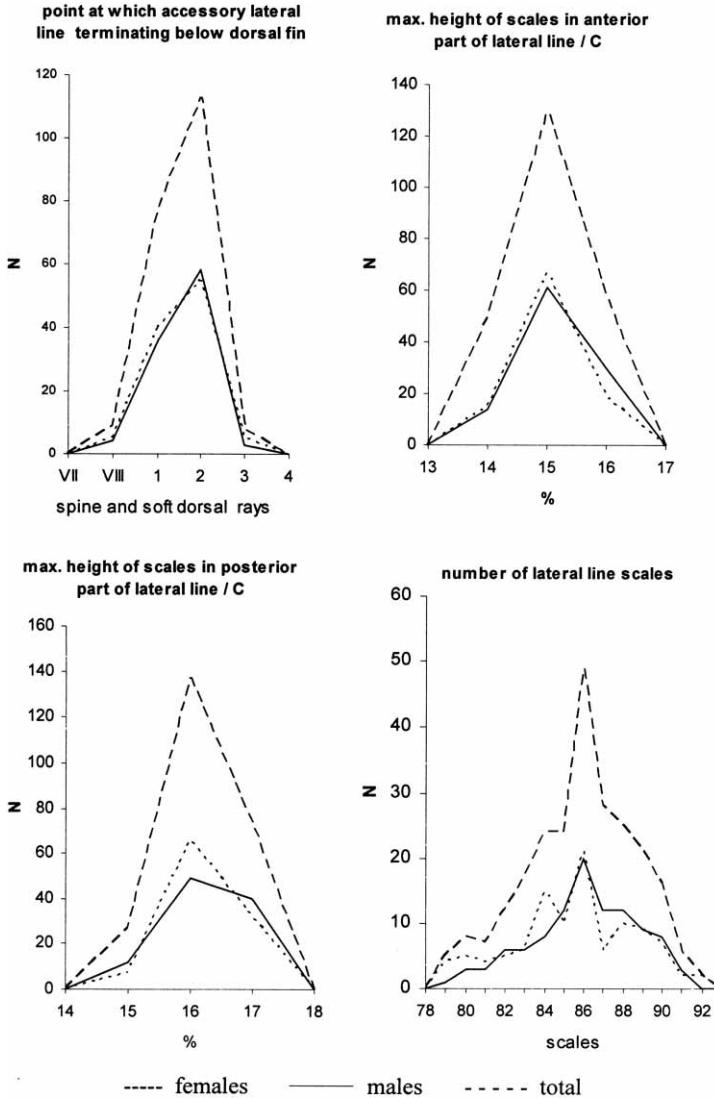 point at which accessory lateral
line terminating below dorsal fin
120
100
80
60
40
20
0
N
VII VIII 1 2 3 4
spine and soft dorsal rays
max. height of scales in anterior
part of lateral line / C
140
120
100
80
60
40
20
0
N
13 14 15 16 17
%
max. height of scales in posterior
part of lateral line / C
160
140
120
100
80
60
40
20
0
N
14 15 16 17 18
%
number of lateral line scales
60
50
40
30
20
10
0
N
78 80 82 84 86 88 90 92
scales
females males total